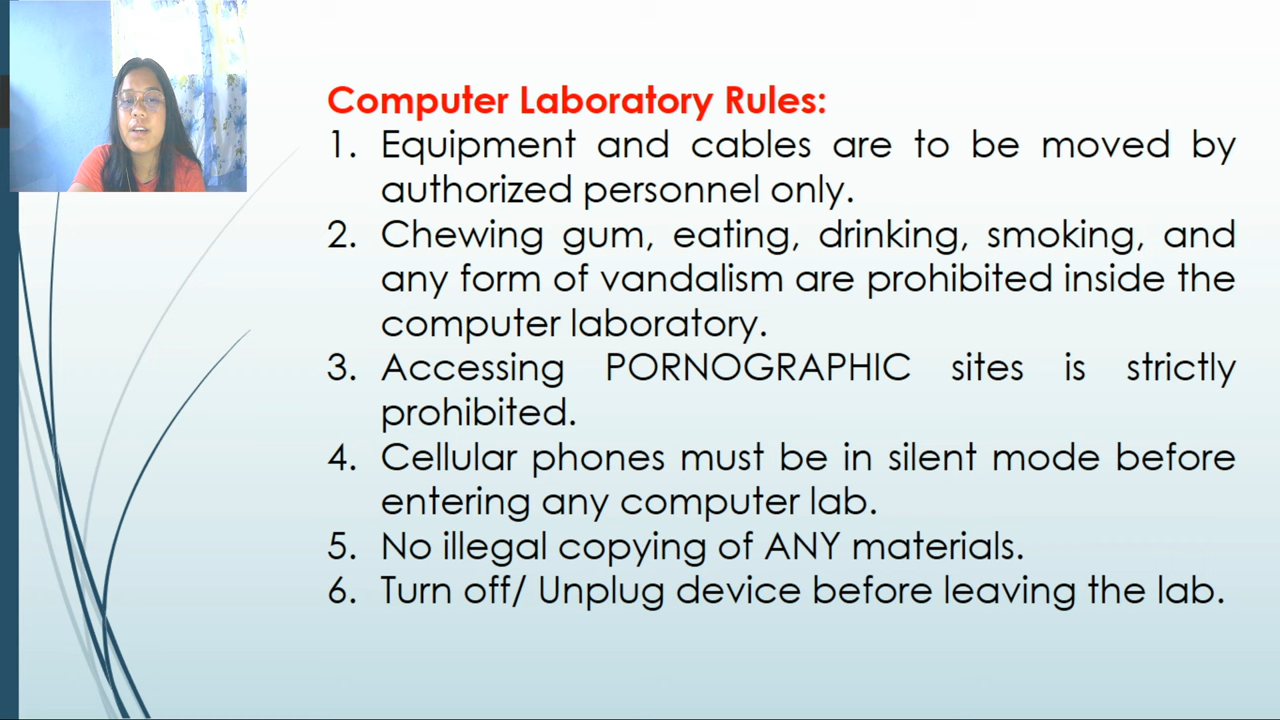 Computer Laboratory Rules:
1. Equipment and cables are to be moved by
authorized personnel only.
2. Chewing gum, eating, drinking, smoking, and
any form of vandalism are prohibited inside the
computer laboratory.
3. Accessing PORNOGRAPHIC sites is strictly
prohibited.
4. Cellular phones must be in silent mode before
entering any computer lab.
5. No illegal copying of ANY materials.
6. Turn off/ Unplug device before leaving the lab.